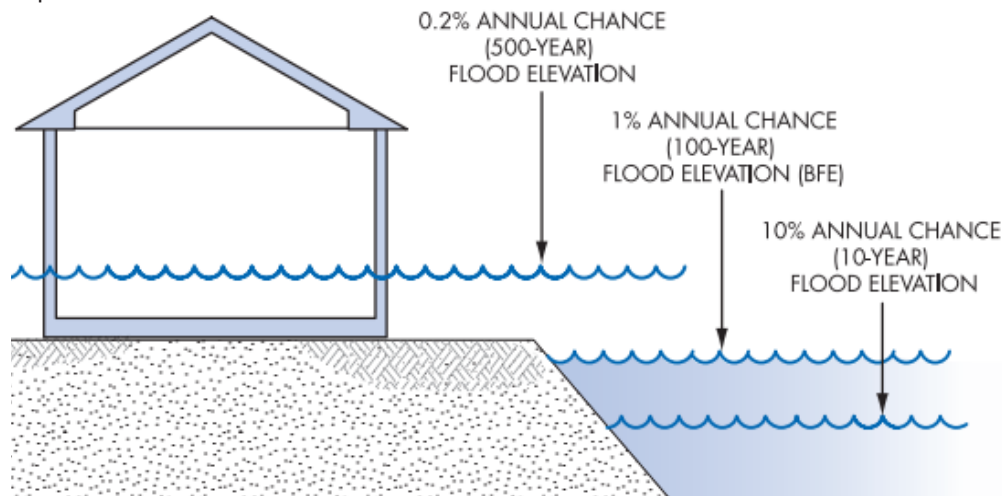 0.2% ANNUAL CHANCE
(500-YEAR)
FLOOD ELEVATION
1% ANNUAL CHANCE
(100-YEAR)
FLOOD ELEVATION (BFE)
10% ANNUAL CHANCE
(10-YEAR)
FLOOD ELEVATION